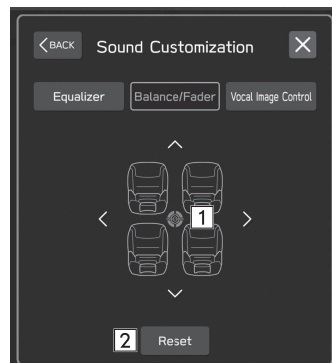 BACK Sound Customization
Equalizer Balance/Fader Vocal Image Control
1
2 Reset